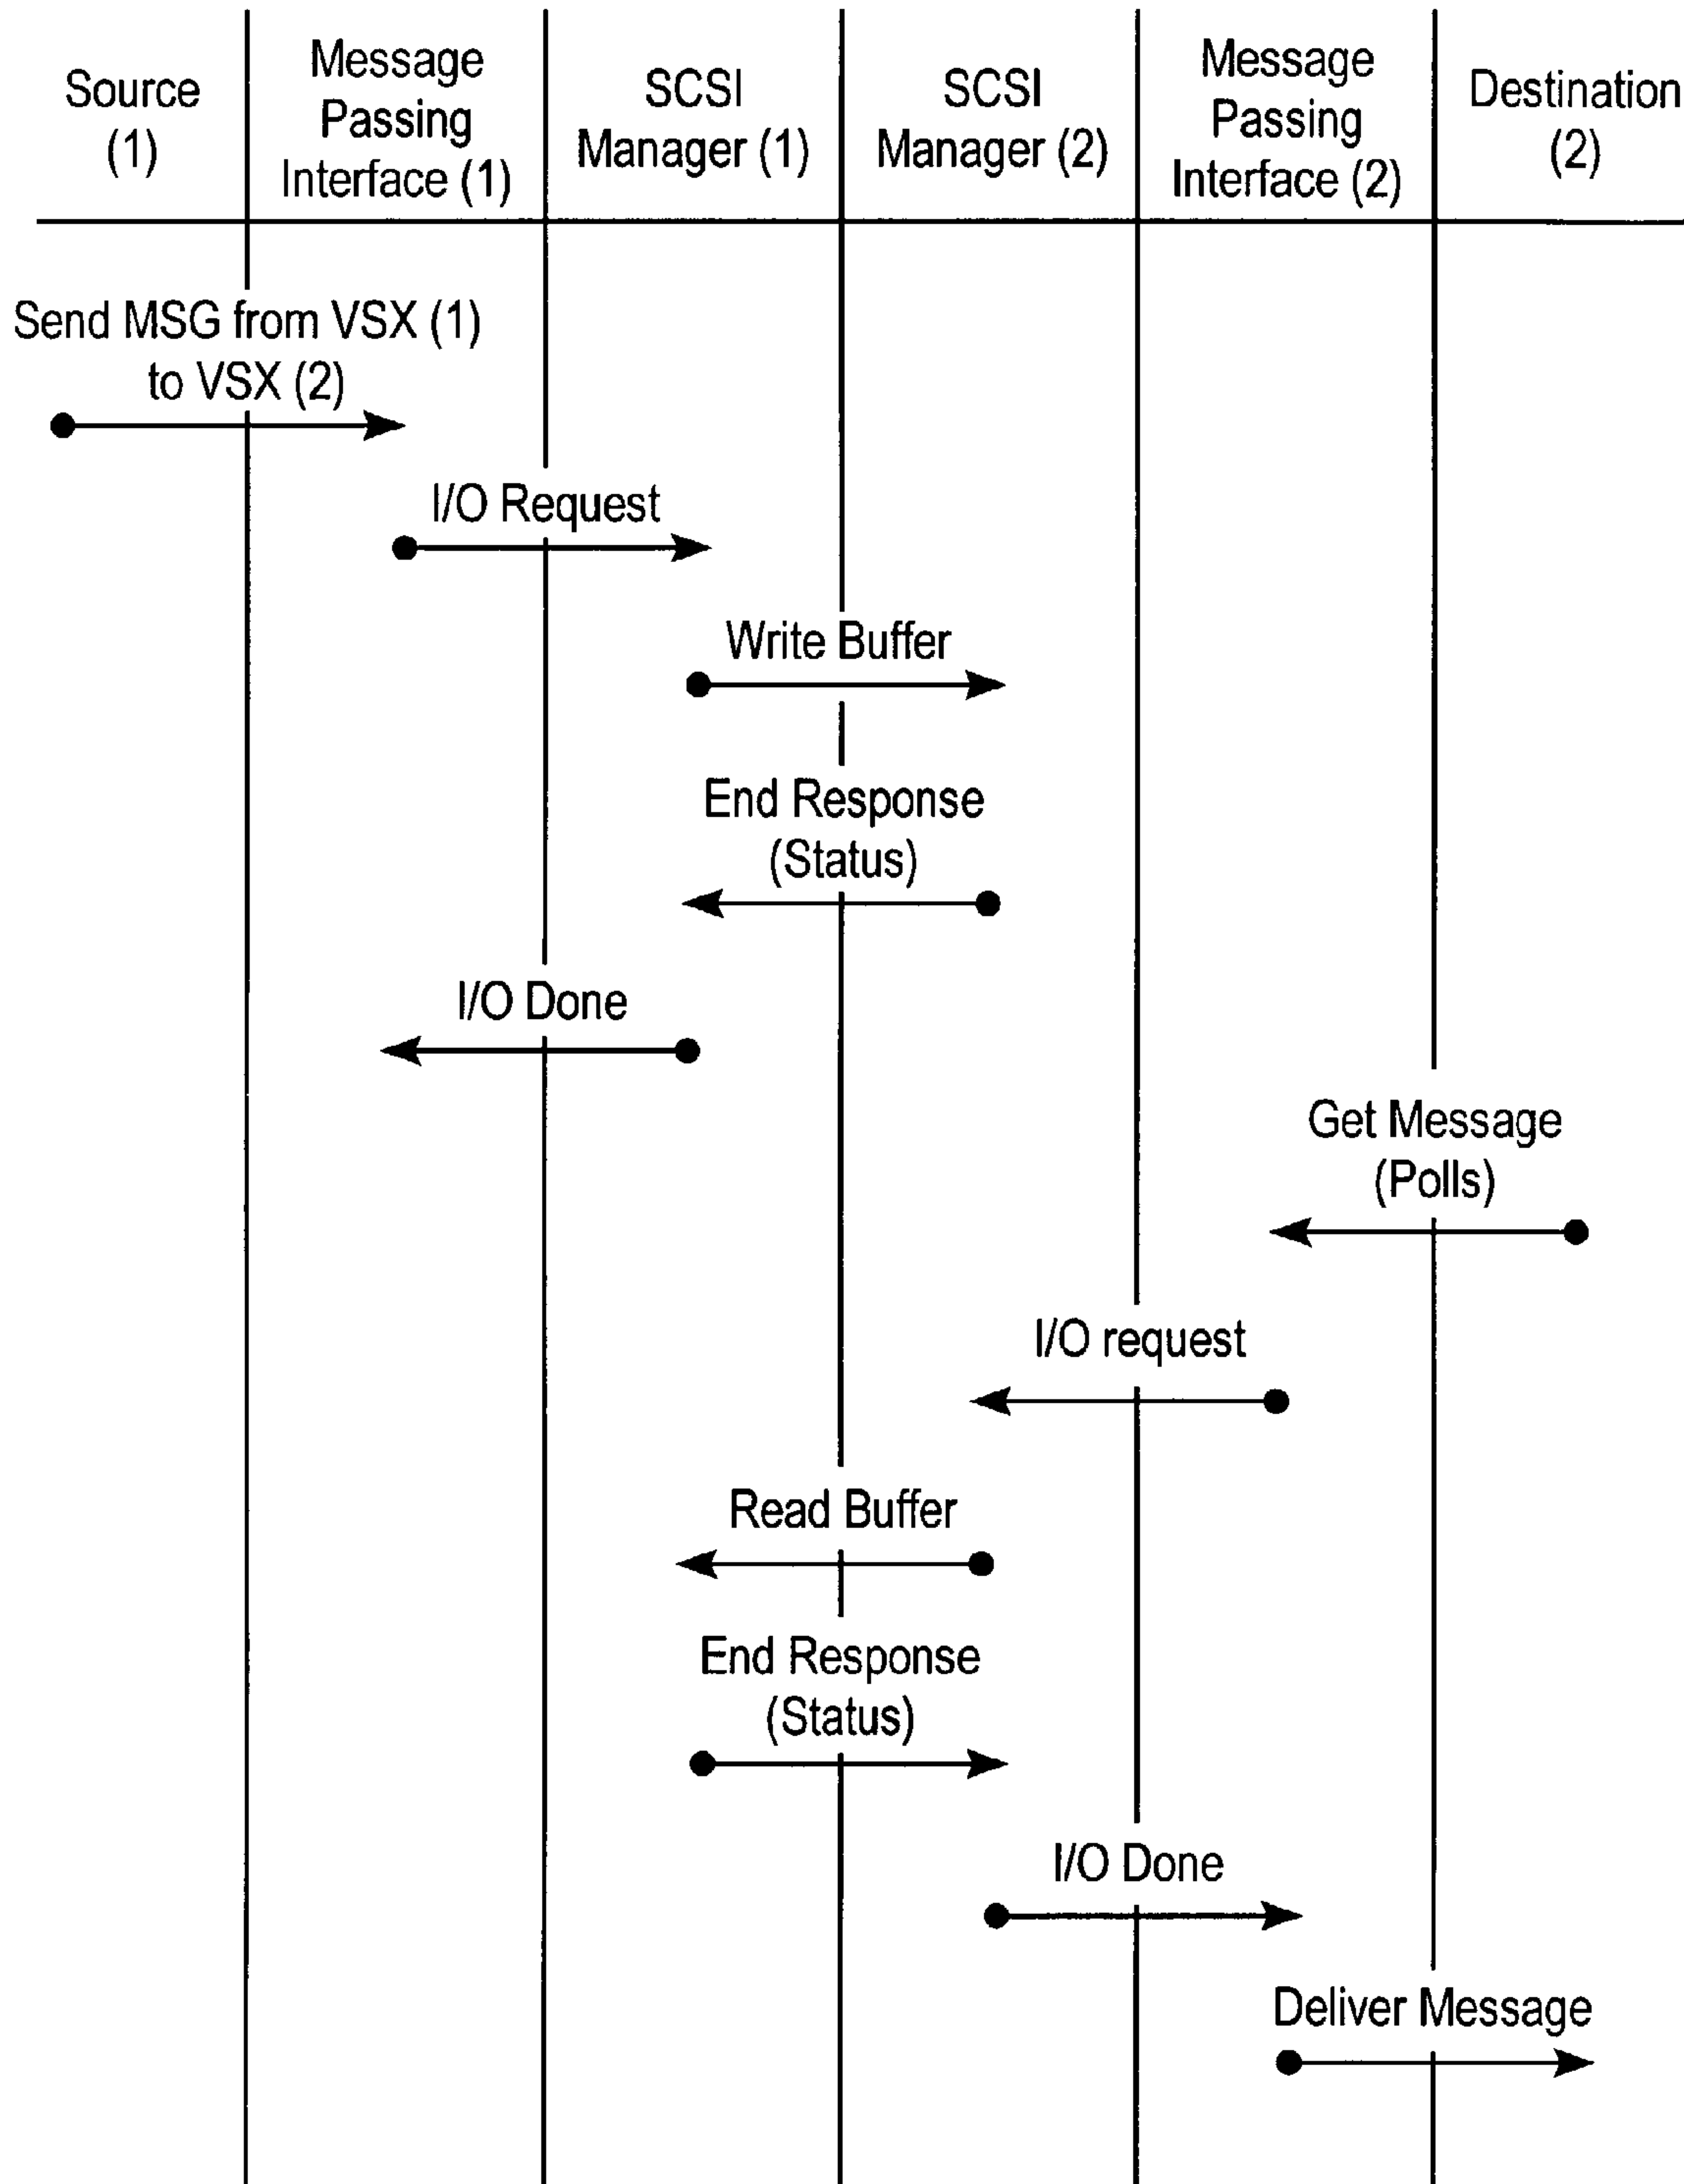 Source
(1)
Message
Passing
Interface (1)
SCSI
Manager (1)
SCSI
Manager (2)
Message
Passing
Interface (2)
Destination
(2)
Send MSG from VSX (1)
to VSX (2)
I/O Request
Write Buffer
End Response
(Status)
I/O Done
Get Message
(Polls)
I/O request
Read Buffer
End Response
(Status)
I/O Done
Deliver Message